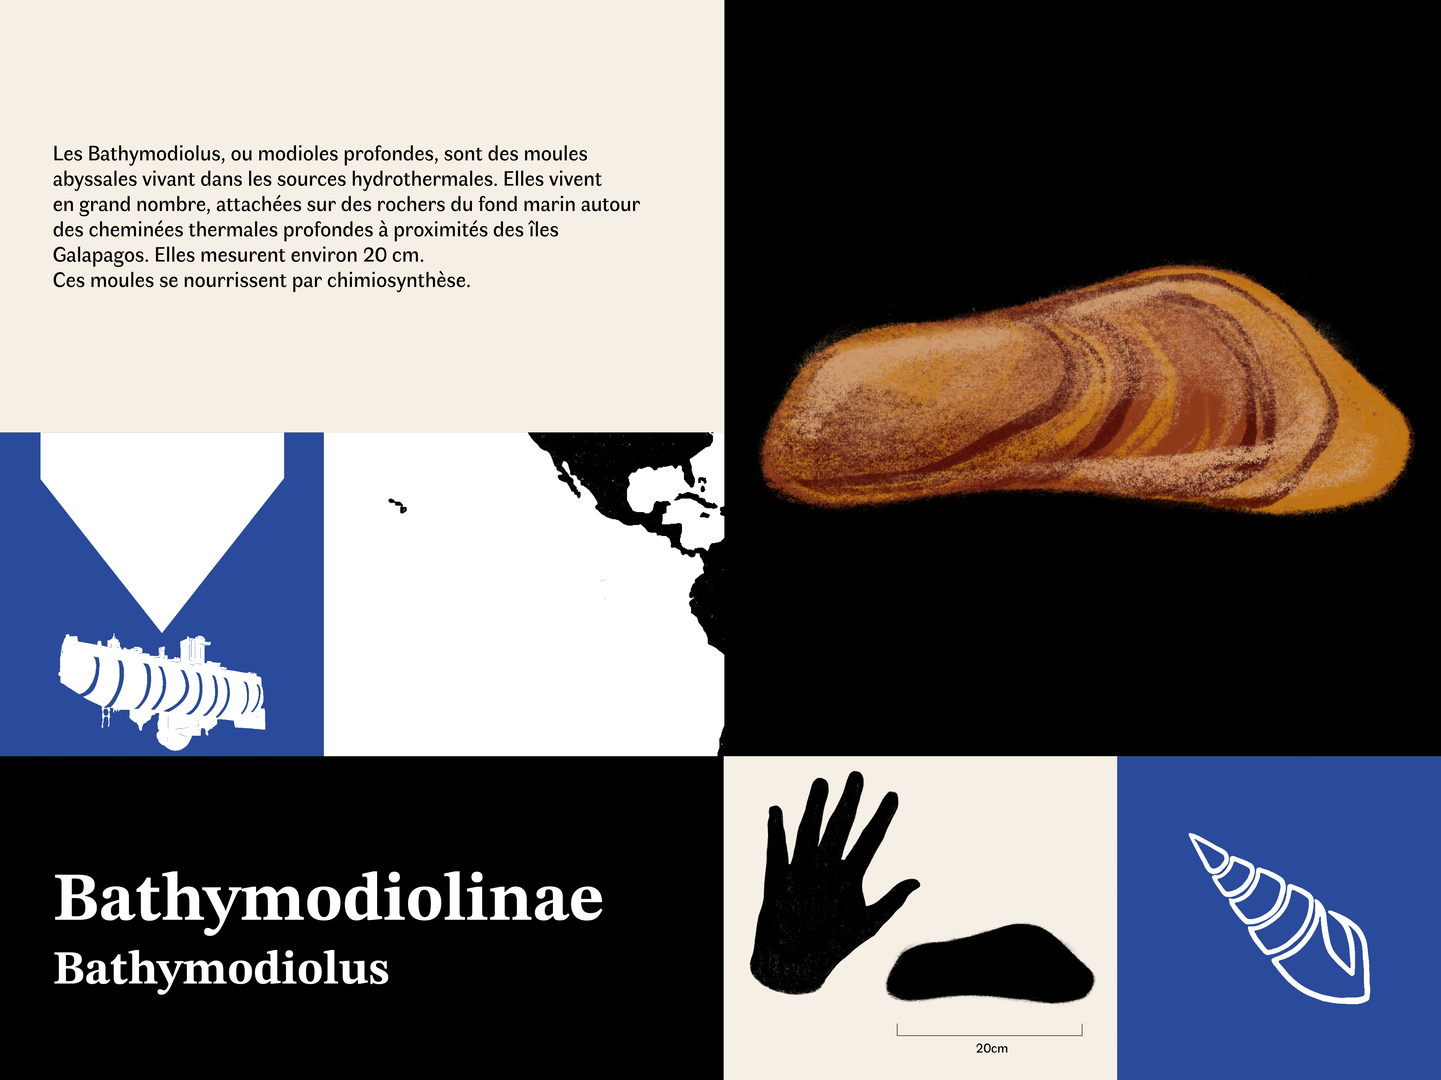 Les Bathymodiolus, ou modioles profondes, sont des moules
abyssales vivant dans les sources hydrothermales. Elles vivent
en grand nombre, attachées sur des rochers du fond marin autour
des cheminées thermales profondes à proximités des îles
Galapagos. Elles mesurent environ 20 cm.
Ces moules se nourrissent par chimiosynthèse.
Bathymodiolinae
Bathymodiolus
20cm